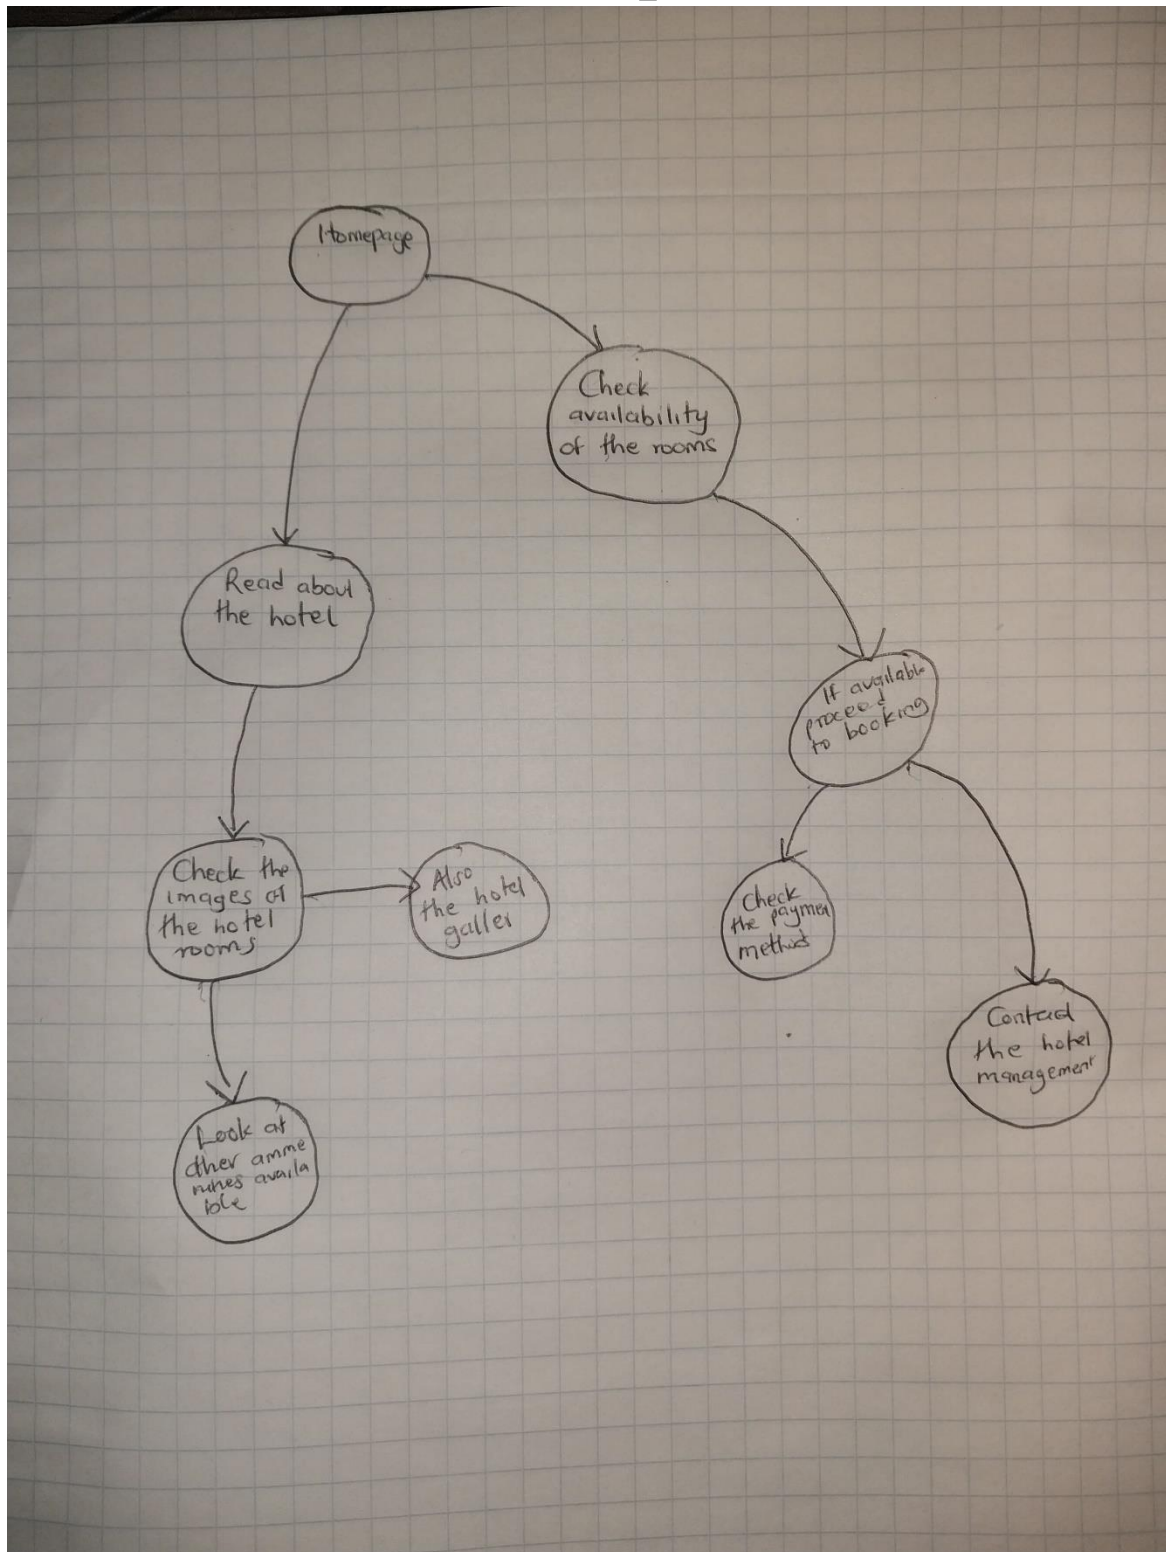 Homepage
Check
availability
of the rooms
Read about
the hotel
If available
proceed
to booking
Check the
images of
the hotel
rooms
Also
the hotel
galler
Check
the paymen
method
Contact
the hotel
management
Look at
other amme
nities availa
ble